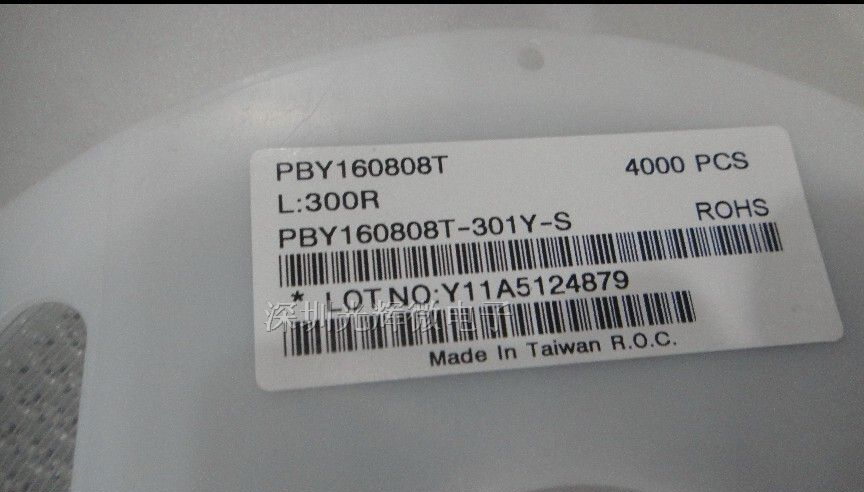 PBY160808T 4000 PCS
L:300R
PBY160808T-301Y-S ROHS
* LOT NO:Y11A5124879
深圳光辉微电子
Made In Taiwan R.O.C.